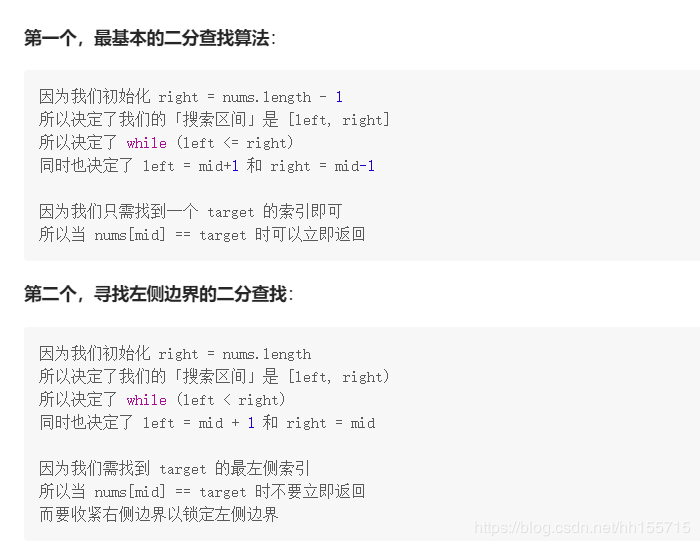 第一个，最基本的二分查找算法：
因为我们初始化 right = nums.length - 1
所以决定了我们的「搜索区间」是 [left, right]
所以决定了 while (left <= right)
同时也决定了 left = mid+1 和 right = mid-1
因为我们只需找到一个 target 的索引即可
所以当 nums[mid] == target 时可以立即返回
第二个，寻找左侧边界的二分查找：
因为我们初始化 right = nums.length
所以决定了我们的「搜索区间」是 [left, right)
所以决定了 while (left < right)
同时也决定了 left = mid + 1 和 right = mid
因为我们需找到 target 的最左侧索引
所以当 nums[mid] == target 时不要立即返回
而要收紧右侧边界以锁定左侧边界
https://blog.csdn.net/hh155715